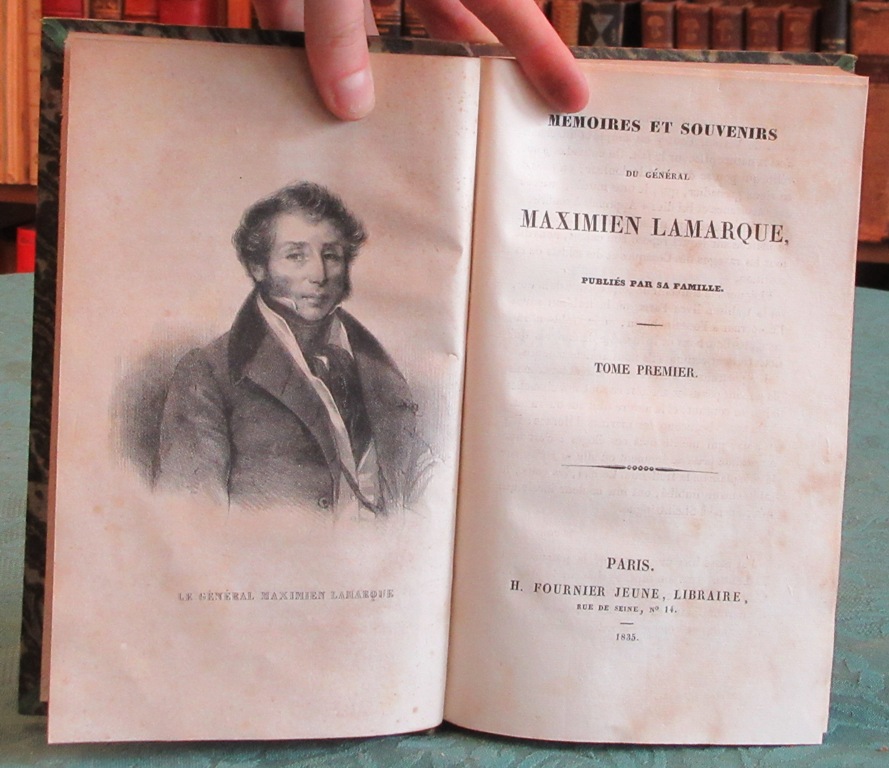 LE GÉNÉRAL MAXIMIEN LAMARQUE
MÉMOIRES ET SOUVENIRS
DU GÉNÉRAL
MAXIMIEN LAMARQUE,
PUBLIÉS PAR SA FAMILLE.
TOME PREMIER.
PARIS.
H. FOURNIER JEUNE, LIBRAIRE,
RUE DE SEINE, Nº 14.
1835.